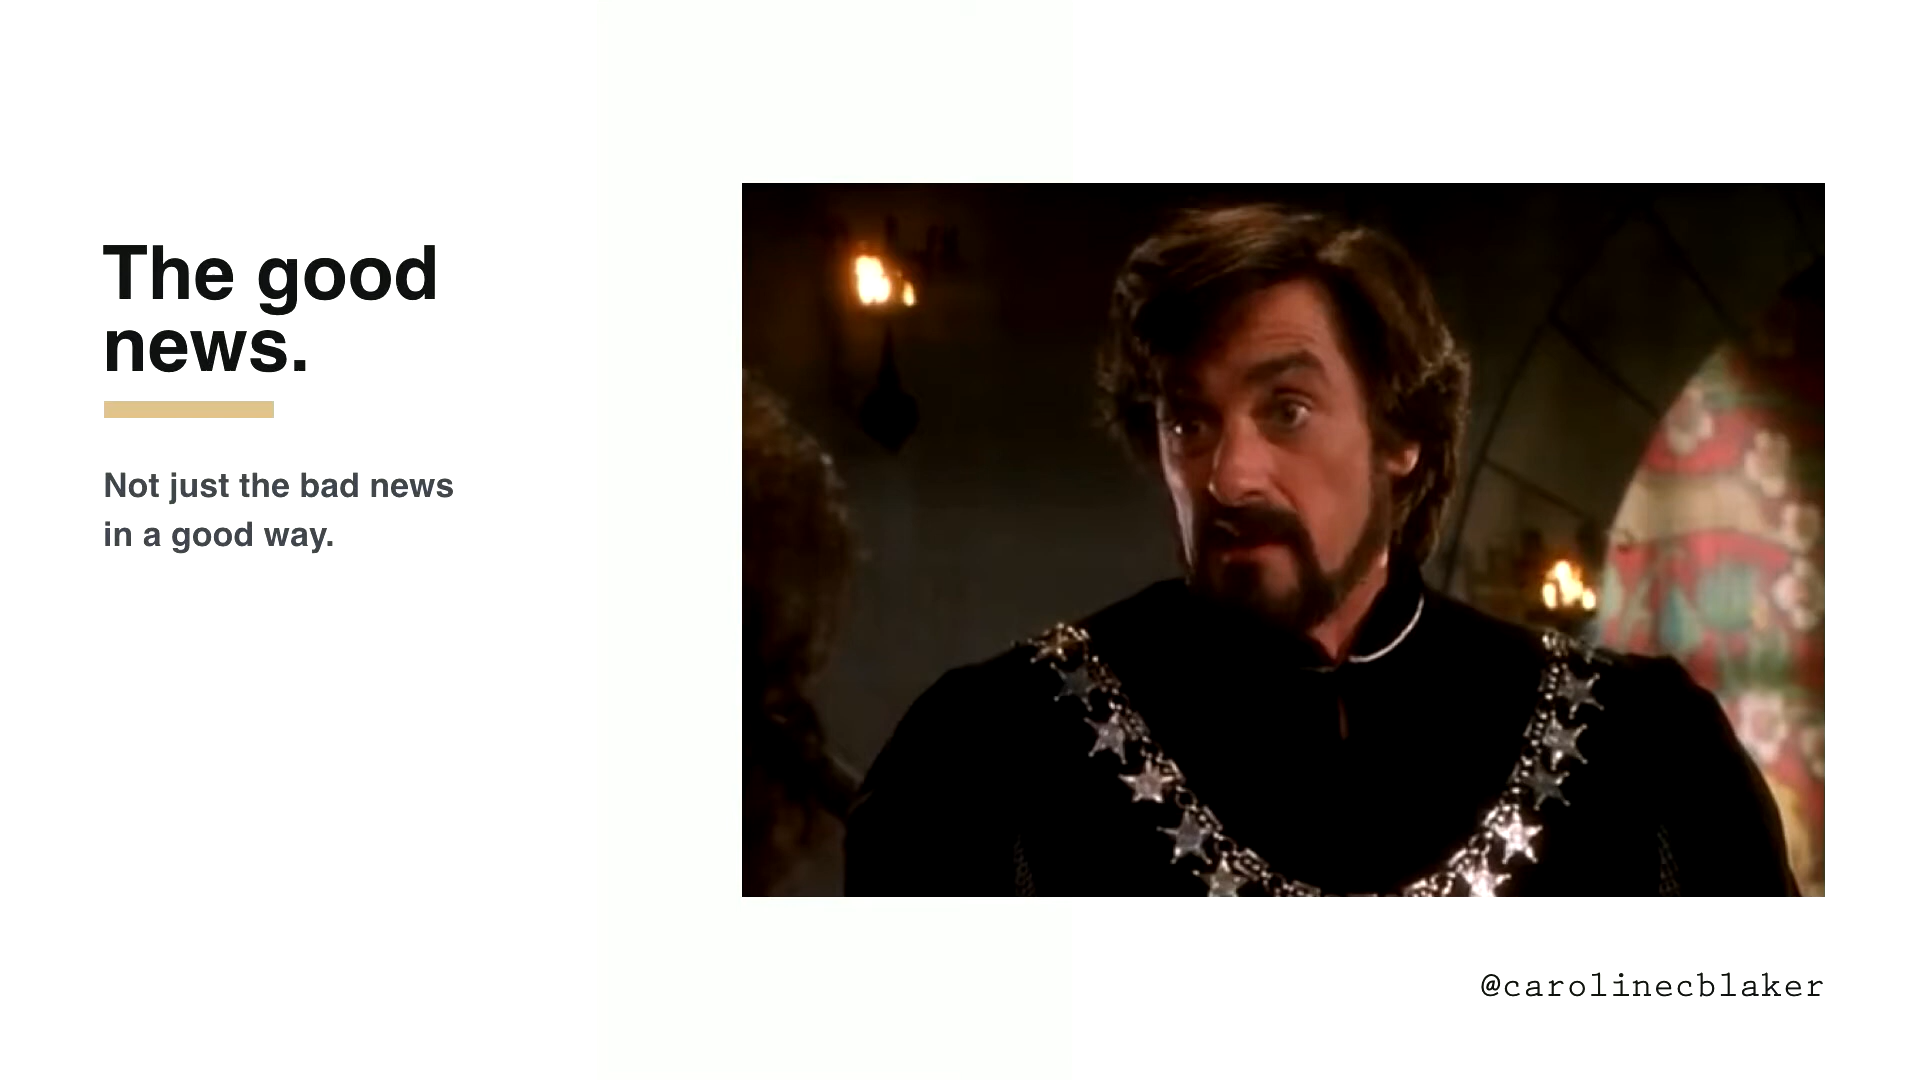 The good
news.
Not just the bad news
in a good way.
@carolinecblaker